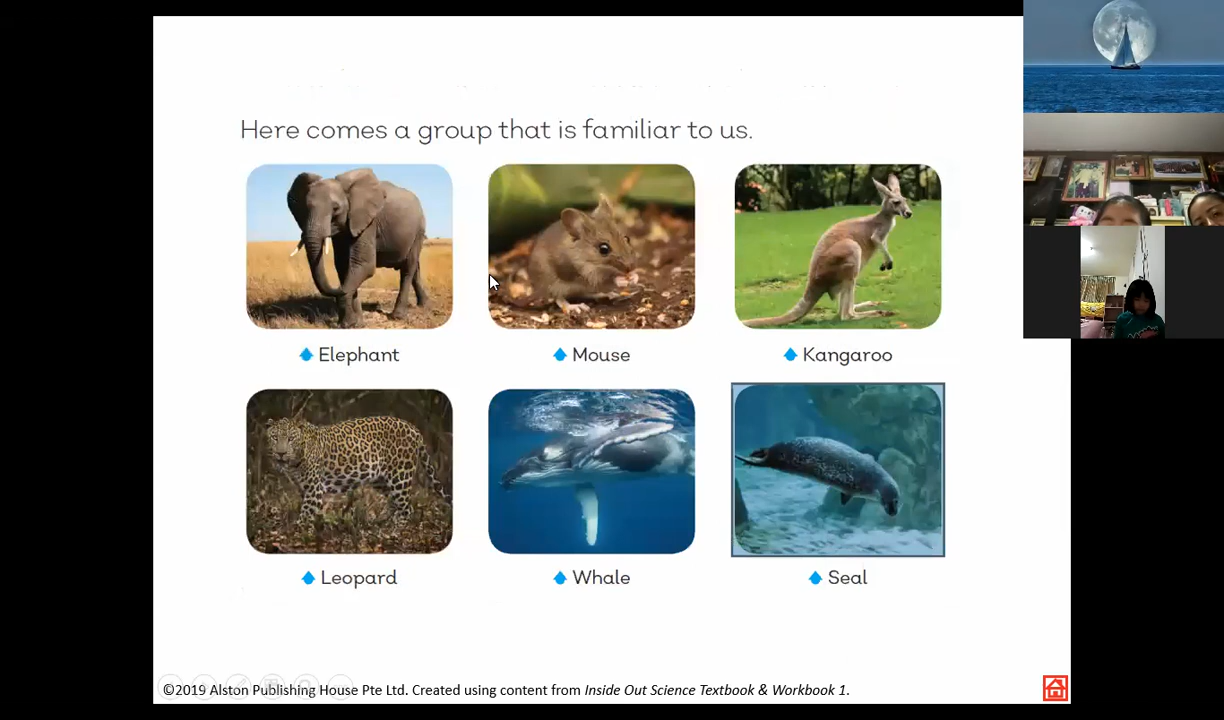 Here comes a group that is familiar to us.
Elephant
Mouse
Kangaroo
Leopard
Whale
Seal
©2019 Alston Publishing House Pte Ltd. Created using content from Inside Out Science Textbook & Workbook 1.